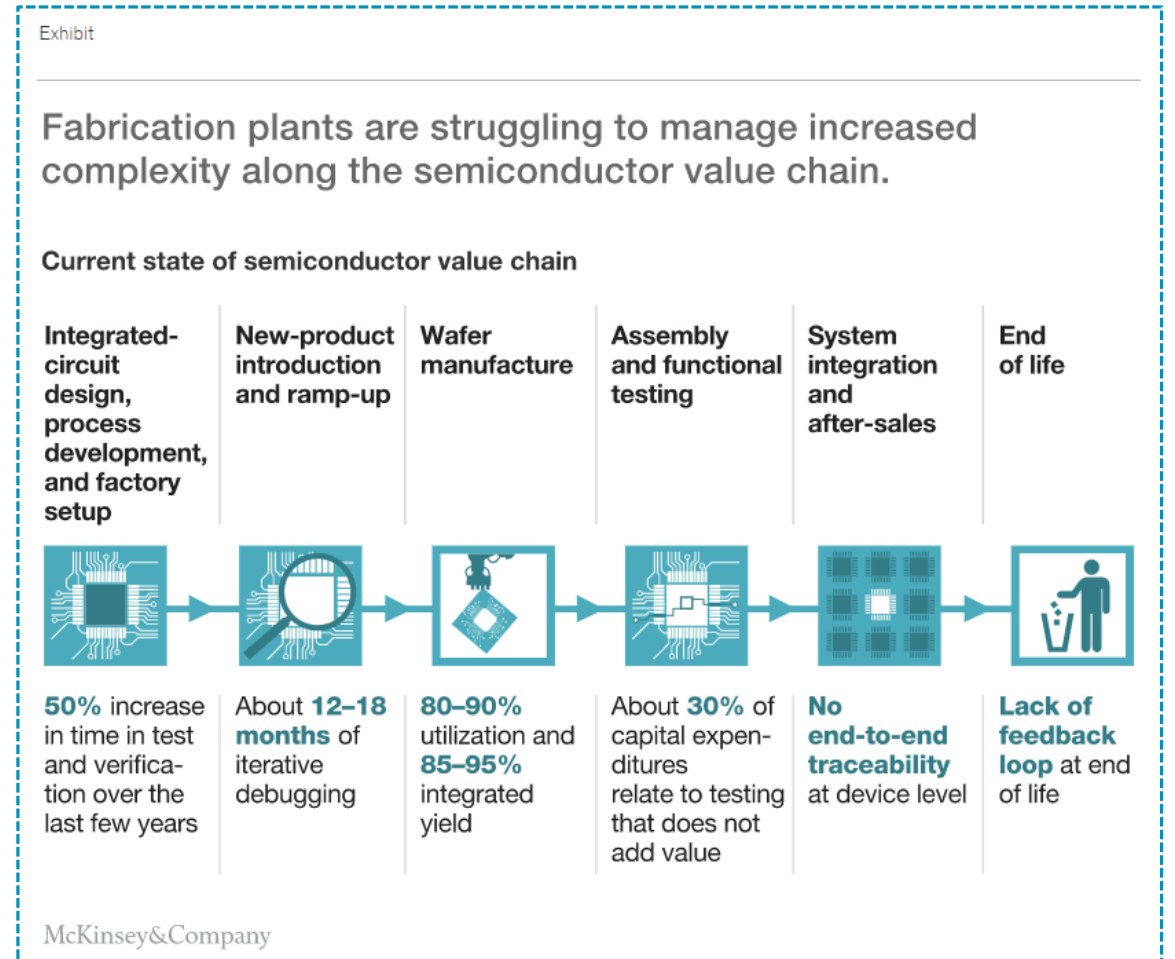 Exhibit
Fabrication plants are struggling to manage increased
complexity along the semiconductor value chain.
Current state of semiconductor value chain
Integrated-
circuit
design,
process
development,
and factory
setup
New-product
introduction
and ramp-up
Wafer
manufacture
Assembly
and functional
testing
System
integration
and
after-sales
End
of life
50% increase
in time in test
and verifica-
tion over the
last few years
About 12–18
months of
iterative
debugging
80–90%
utilization and
85–95%
integrated
yield
About 30% of
capital expen-
ditures
relate to testing
that does not
add value
No
end-to-end
traceability
at device level
Lack of
feedback
loop at end
of life
McKinsey&Company